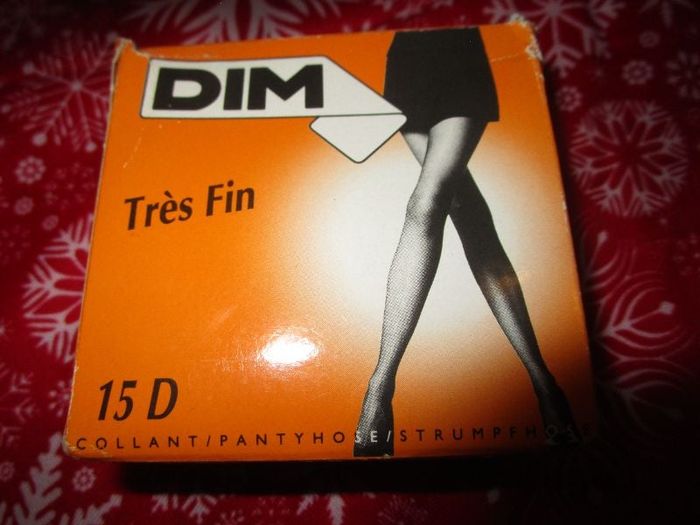 DIM
Très Fin
15 D
COLLANT/PANTYHOSE/STRUMPFHOSE